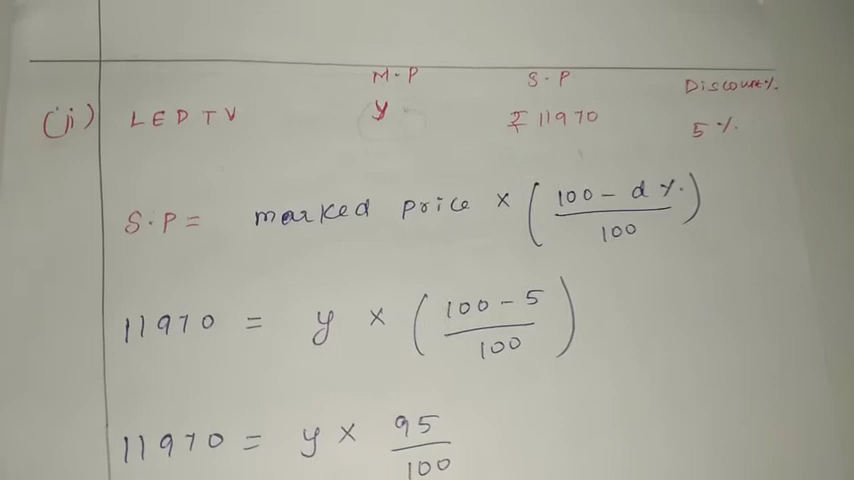 M.P S.P Discount%
(ii) LED TV y ₹ 11970 5%
S.P = marked price × (100 - d% / 100)
11970 = y × (100 - 5 / 100)
11970 = y × 95 / 100